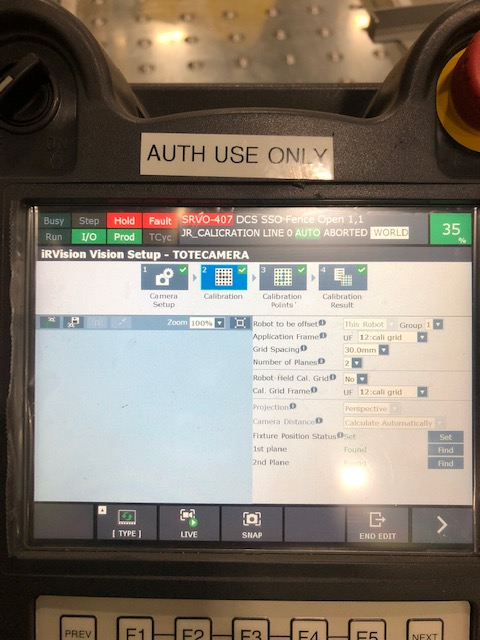 AUTH USE ONLY
Busy Step Hold Fault SRVO-407 DCS SSO Fence Open 1,1
Run I/O Prod TCyc JR_CALICRATION LINE 0 AUTO ABORTED WORLD
35 %
iRVision Vision Setup - TOTECAMERA
1 2 3 4
Camera Setup
Calibration
Calibration Points
Calibration Result
Zoom 100%
Robot to be offset This Robot Group 1
Application Frame UF 12:cali grid
Grid Spacing 30.0mm
Number of Planes 2
Robot-Held Cal. Grid No
Cal. Grid Frame UF 12:cali grid
Projection Perspective
Camera Distance Calculate Automatically
Fixture Position Status Set Set
1st plane Found Find
2nd Plane Find
[ TYPE ] LIVE SNAP END EDIT >
PREV F1 F2 F3 F4 F5 NEXT